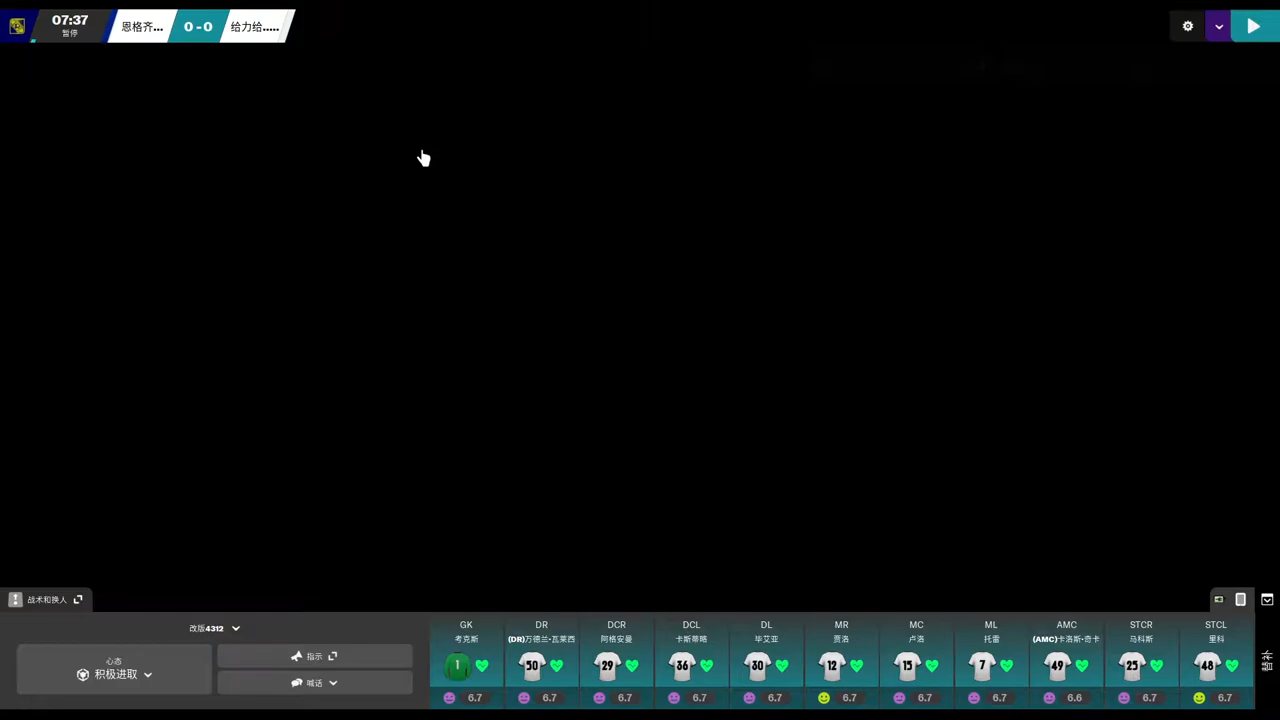 07:37
暂停
恩格齐...
0 - 0
给力给.....
战术和换人
改版4312
心态
积极进取
指示
喊话
GK
考克斯
1
6.7
DR
(DR)万德兰·瓦莱西
50
6.7
DCR
阿格安曼
29
6.7
DCL
卡斯蒂略
36
6.7
DL
毕艾亚
30
6.7
MR
贾洛
12
6.7
MC
卢洛
15
6.7
ML
托雷
7
6.7
AMC
(AMC)卡洛斯·奇卡
49
6.6
STCR
马科斯
25
6.7
STCL
里科
48
6.7